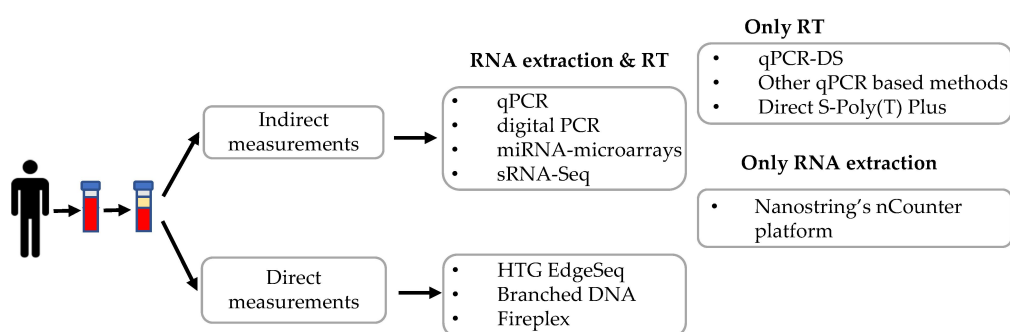 Only RT
• qPCR-DS
• Other qPCR based methods
• Direct S-Poly(T) Plus
RNA extraction & RT
• qPCR
• digital PCR
• miRNA-microarrays
• sRNA-Seq
Indirect
measurements
Only RNA extraction
• Nanostring's nCounter
platform
Direct
measurements
• HTG EdgeSeq
• Branched DNA
• Fireplex